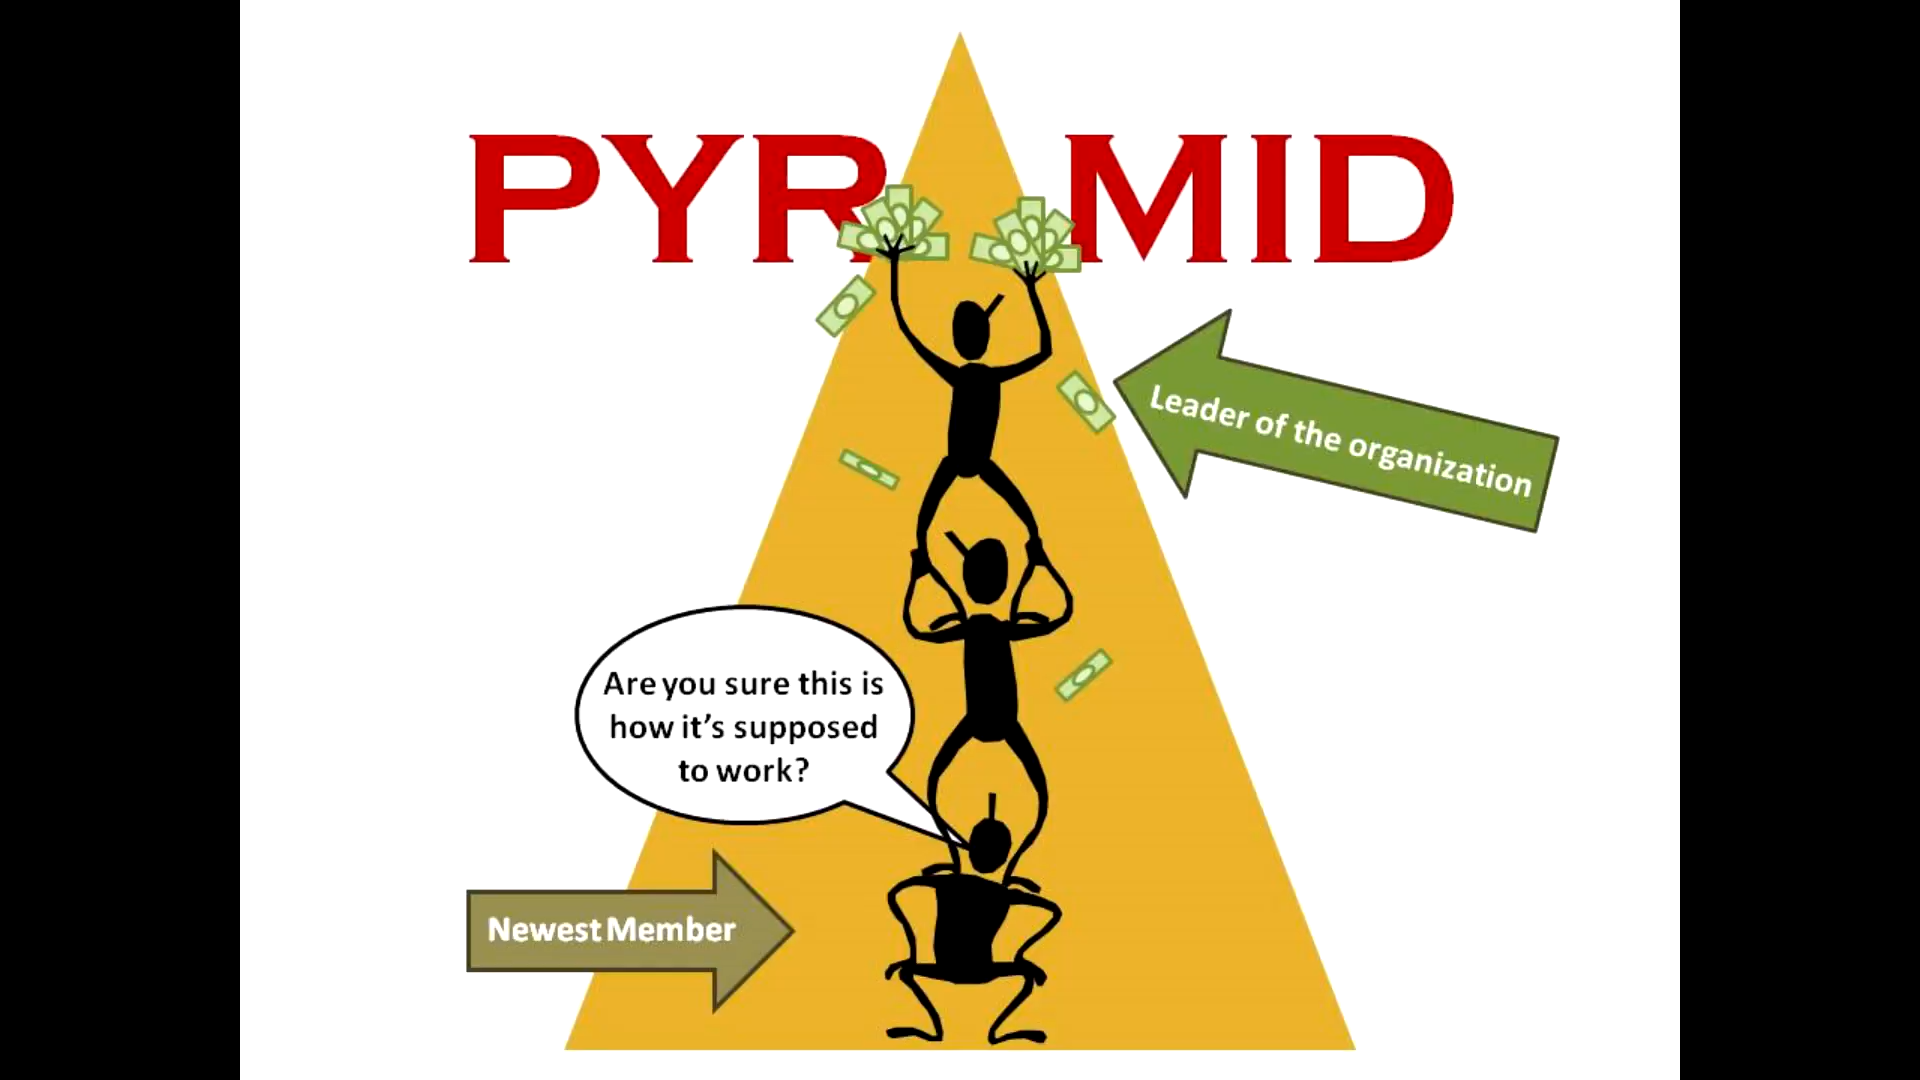 PYR MID
Leader of the organization
Are you sure this is
how it's supposed
to work?
Newest Member